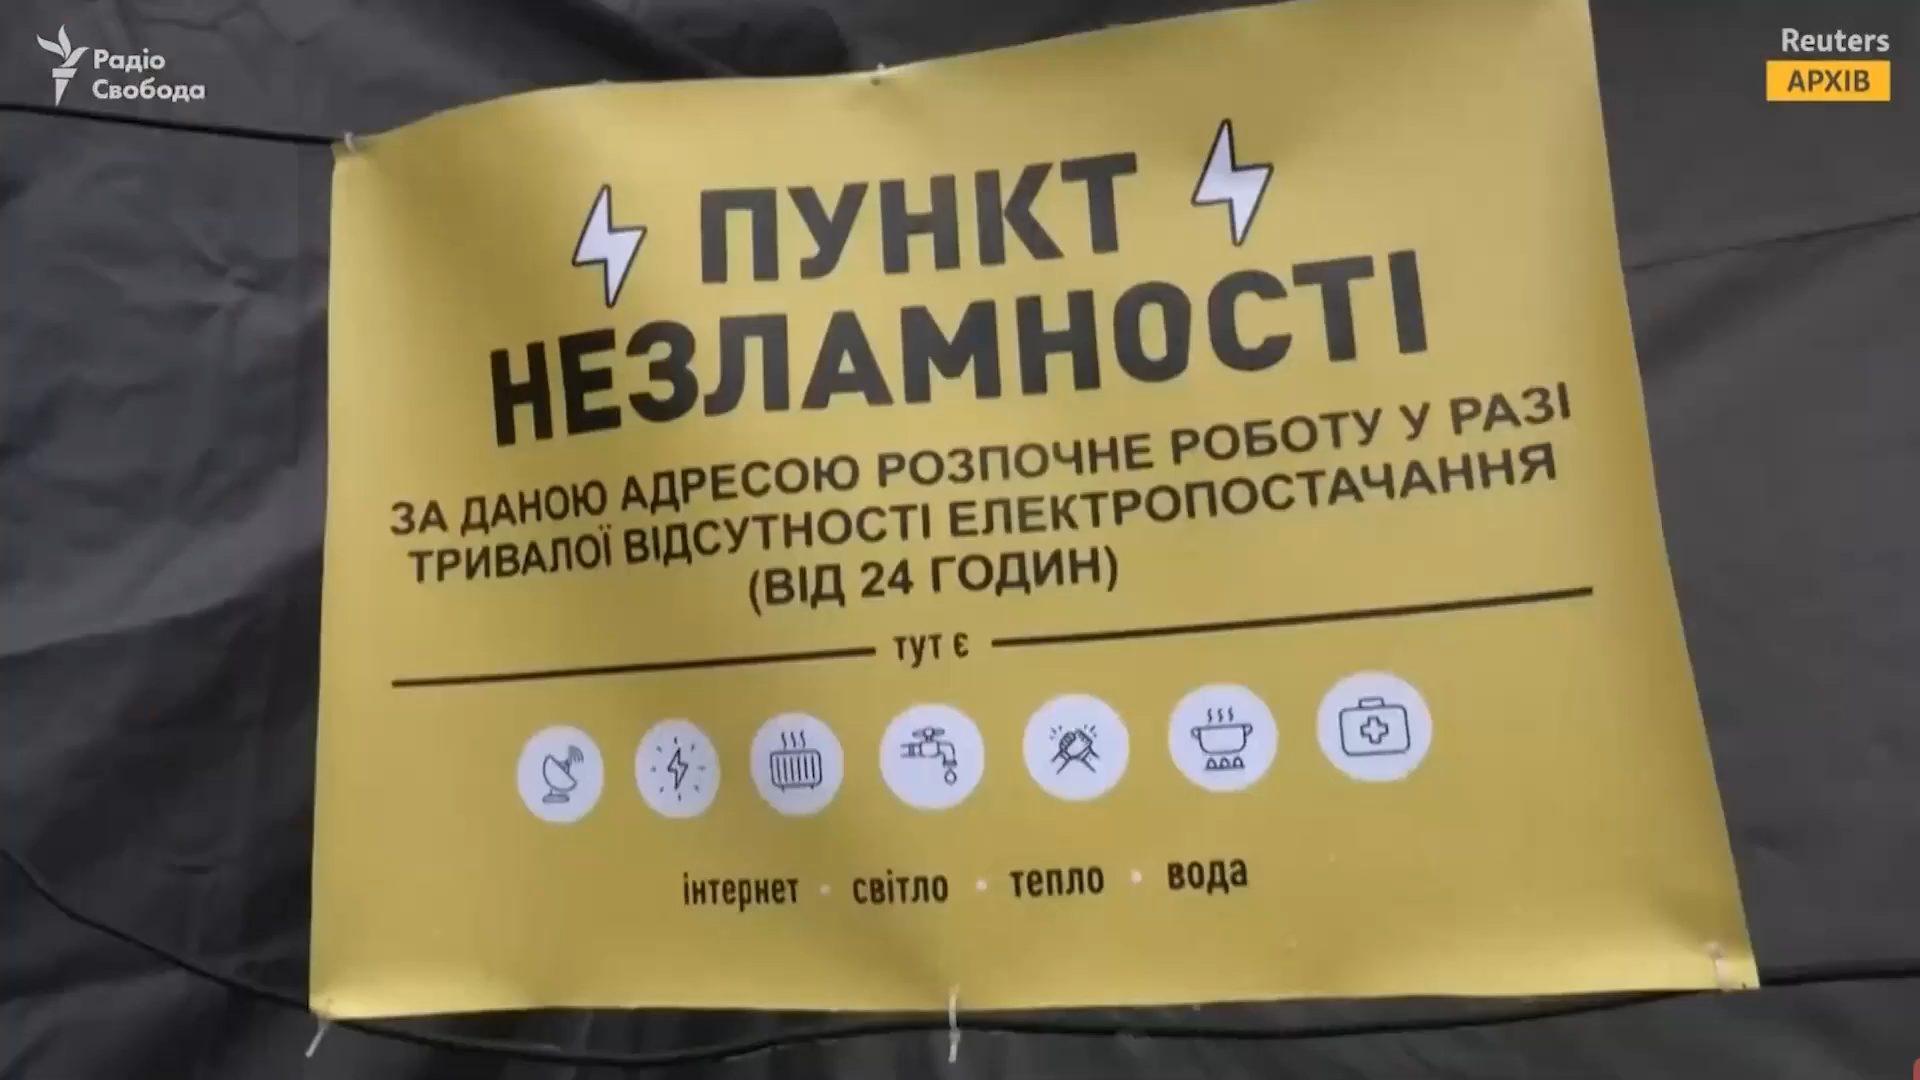 Радіо
Свобода
Reuters
АРХІВ
ПУНКТ
НЕЗЛАМНОСТІ
ЗА ДАНОЮ АДРЕСОЮ РОЗПОЧНЕ РОБОТУ У РАЗІ
ТРИВАЛОЇ ВІДСУТНОСТІ ЕЛЕКТРОПОСТАЧАННЯ
(ВІД 24 ГОДИН)
тут є
інтернет · світло · тепло · вода